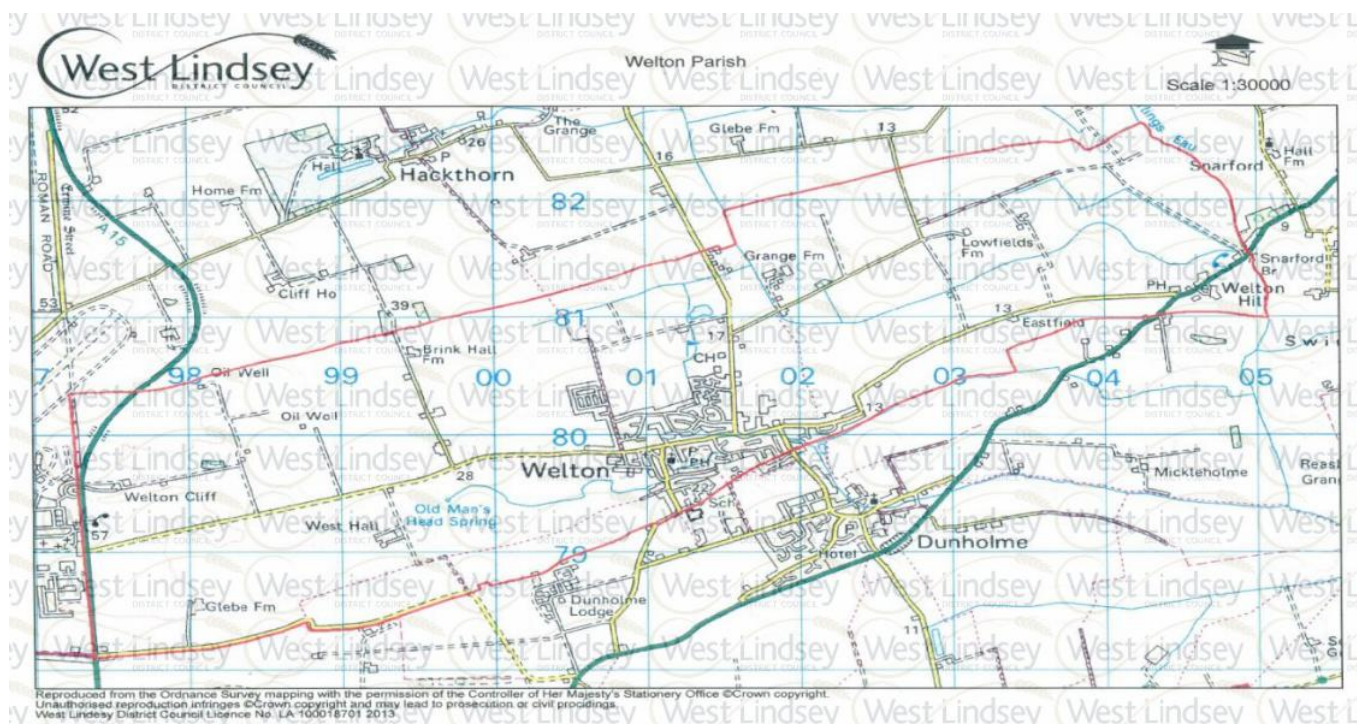 West Lindsey
DISTRICT COUNCIL
Welton Parish
N
Scale 1:30000
52
ROMAN ROAD
A15
Home Fm
Hall
P
Hackthorn
26
The Grange
16
Glebe Fm
13
Snarford
Hall Fm
82
9
Cliff Ho
Grange Fm
Lowfields Fm
Snarford Br
53
39
81
17
13
PH
Welton Hill
Eastfield
Brink Hall Fm
CH
98
Oil Well
99
00
01
02
03
04
05
Oil Well
80
13
Welton
P
PH
28
Welton Cliff
Old Man's Head Spring
Mickleholme
57
West Hall
Sch
P
Hotel
Dunholme
79
Glebe Fm
Dunholme Lodge
11
Reproduced from the Ordnance Survey mapping with the permission of the Controller of Her Majesty's Stationery Office ©Crown copyright.
Unauthorised reproduction infringes ©Crown copyright and may lead to prosecution or civil procidings.
West Lindesy District Council Licence No. LA 100018701 2013